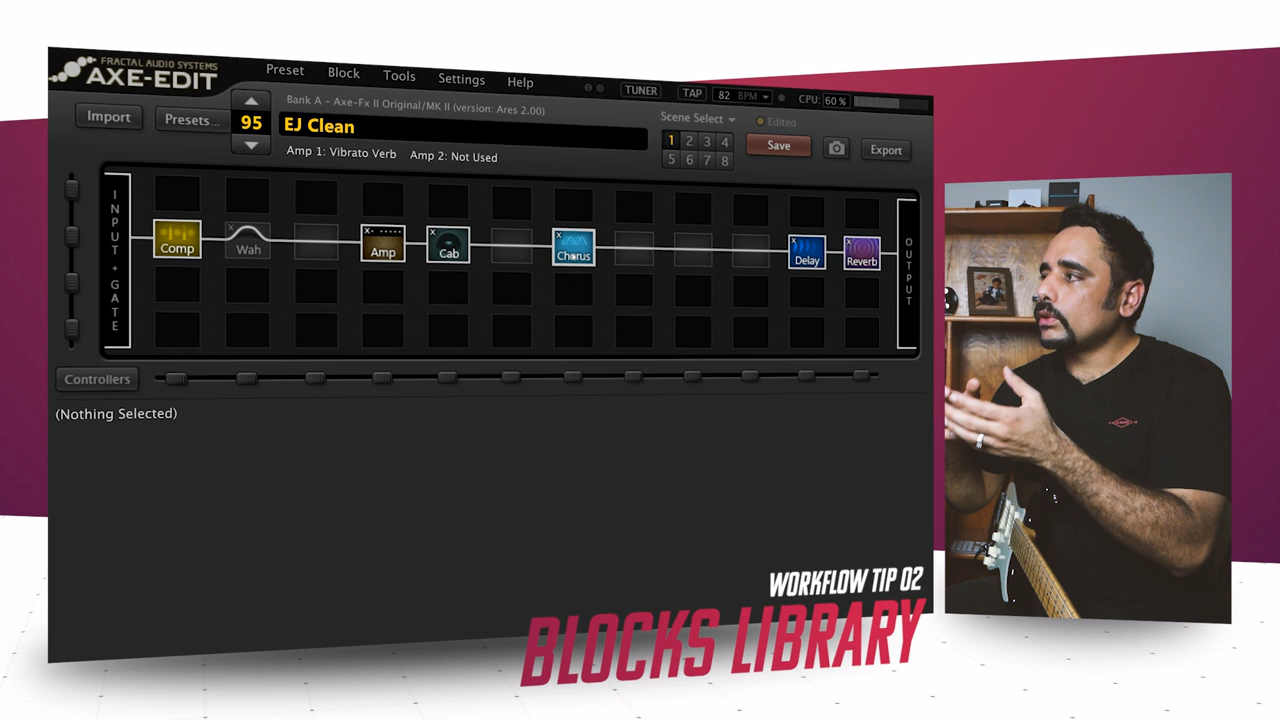 FRACTAL AUDIO SYSTEMS
AXE-EDIT
Preset Block Tools Settings Help
TUNER TAP 82 BPM CPU: 60 %
Import Presets... 95
Bank A - Axe-Fx II Original/MK II (version: Ares 2.00)
EJ Clean
Amp 1: Vibrato Verb Amp 2: Not Used
Scene Select
1 2 3 4
5 6 7 8
Edited
Save
Export
INPUT + GATE
X X X X X X
Comp Wah Amp Cab Chorus Delay Reverb
OUTPUT
Controllers
(Nothing Selected)
WORKFLOW TIP 02
BLOCKS LIBRARY